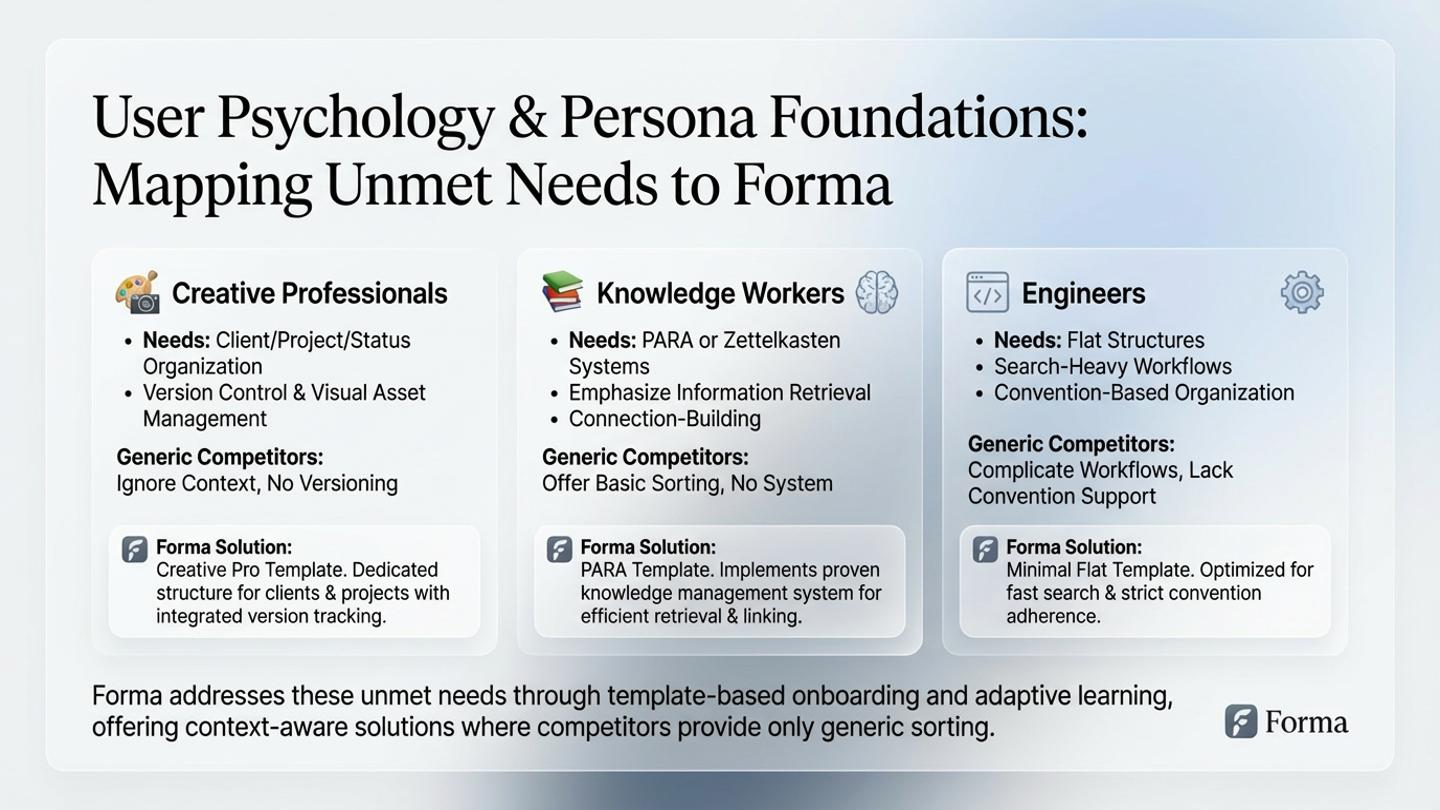 User Psychology & Persona Foundations:
Mapping Unmet Needs to Forma
Creative Professionals
• Needs: Client/Project/Status
Organization
• Version Control & Visual Asset
Management
Generic Competitors:
Ignore Context, No Versioning
Forma Solution:
Creative Pro Template. Dedicated
structure for clients & projects with
integrated version tracking.
Knowledge Workers
• Needs: PARA or Zettelkasten
Systems
• Emphasize Information Retrieval
• Connection-Building
Generic Competitors:
Offer Basic Sorting, No System
Forma Solution:
PARA Template. Implements proven
knowledge management system for
efficient retrieval & linking.
</> Engineers
• Needs: Flat Structures
• Search-Heavy Workflows
• Convention-Based Organization
Generic Competitors:
Complicate Workflows, Lack
Convention Support
Forma Solution:
Minimal Flat Template. Optimized for
fast search & strict convention
adherence.
Forma addresses these unmet needs through template-based onboarding and adaptive learning,
offering context-aware solutions where competitors provide only generic sorting.
Forma